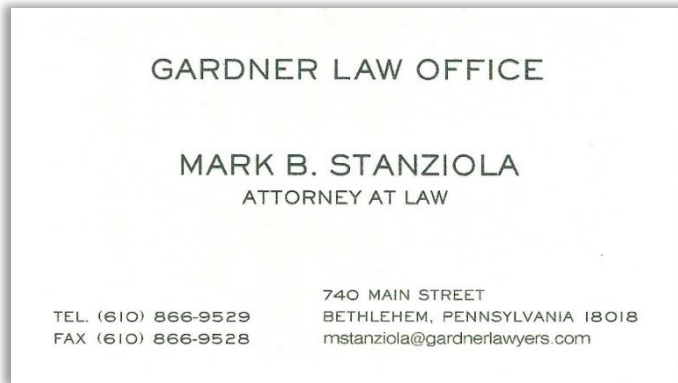 GARDNER LAW OFFICE
MARK B. STANZIOLA
ATTORNEY AT LAW
TEL. (610) 866-9529
FAX (610) 866-9528
740 MAIN STREET
BETHLEHEM, PENNSYLVANIA 18018
mstanziola@gardnerlawyers.com